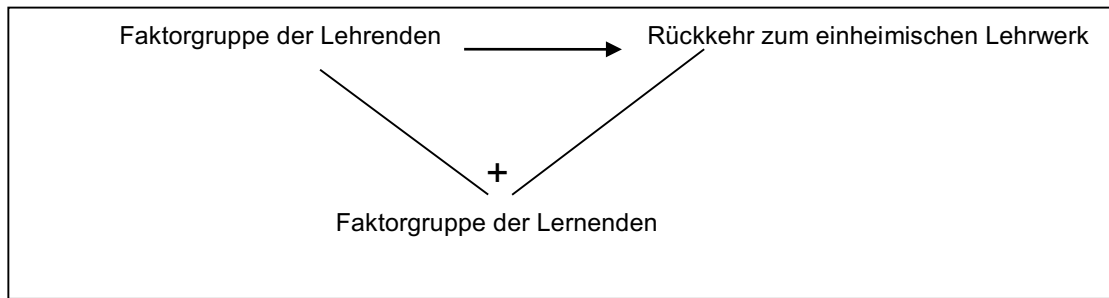 Faktorgruppe der Lehrenden
Rückkehr zum einheimischen Lehrwerk
+
Faktorgruppe der Lernenden